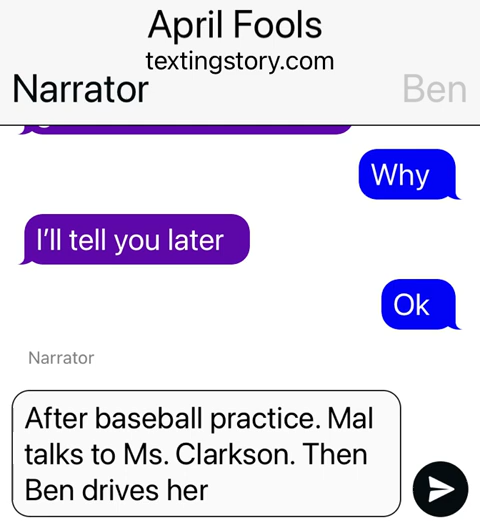 April Fools
textingstory.com
Narrator
Ben
Why
I'll tell you later
Ok
Narrator
After baseball practice. Mal
talks to Ms. Clarkson. Then
Ben drives her